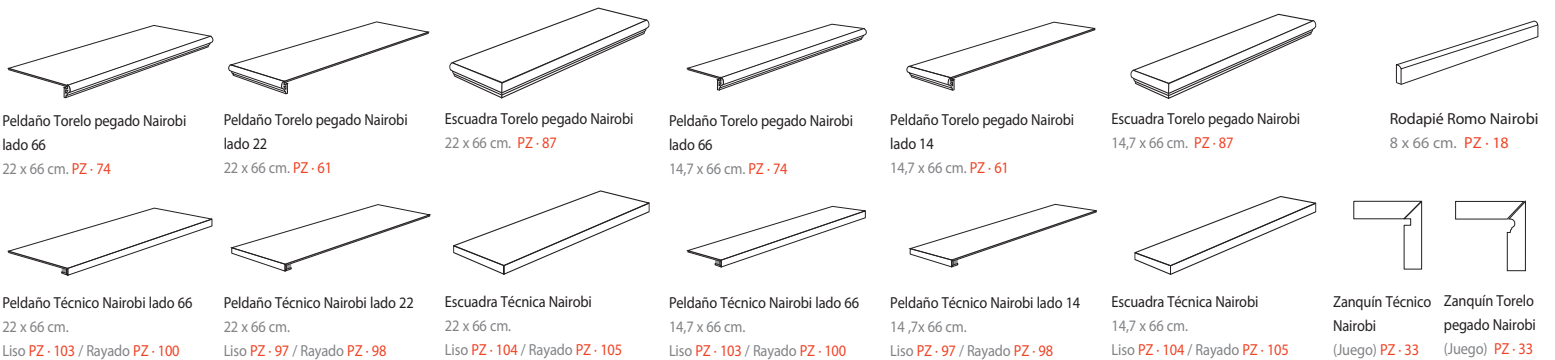 Peldaño Torelo pegado Nairobi
lado 66
22 x 66 cm. PZ · 74
Peldaño Torelo pegado Nairobi
lado 22
22 x 66 cm. PZ · 61
Escuadra Torelo pegado Nairobi
22 x 66 cm. PZ · 87
Peldaño Torelo pegado Nairobi
lado 66
14,7 x 66 cm. PZ · 74
Peldaño Torelo pegado Nairobi
lado 14
14,7 x 66 cm. PZ · 61
Escuadra Torelo pegado Nairobi
14,7 x 66 cm. PZ · 87
Rodapié Romo Nairobi
8 x 66 cm. PZ · 18
Peldaño Técnico Nairobi lado 66
22 x 66 cm.
Liso PZ · 103 / Rayado PZ · 100
Peldaño Técnico Nairobi lado 22
22 x 66 cm.
Liso PZ · 97 / Rayado PZ · 98
Escuadra Técnica Nairobi
22 x 66 cm.
Liso PZ · 104 / Rayado PZ · 105
Peldaño Técnico Nairobi lado 66
14,7 x 66 cm.
Liso PZ · 103 / Rayado PZ · 100
Peldaño Técnico Nairobi lado 14
14 ,7x 66 cm.
Liso PZ · 97 / Rayado PZ · 98
Escuadra Técnica Nairobi
14,7 x 66 cm.
Liso PZ · 104 / Rayado PZ · 105
Zanquín Técnico
Nairobi
(Juego) PZ · 33
Zanquín Torelo
pegado Nairobi
(Juego) PZ · 33